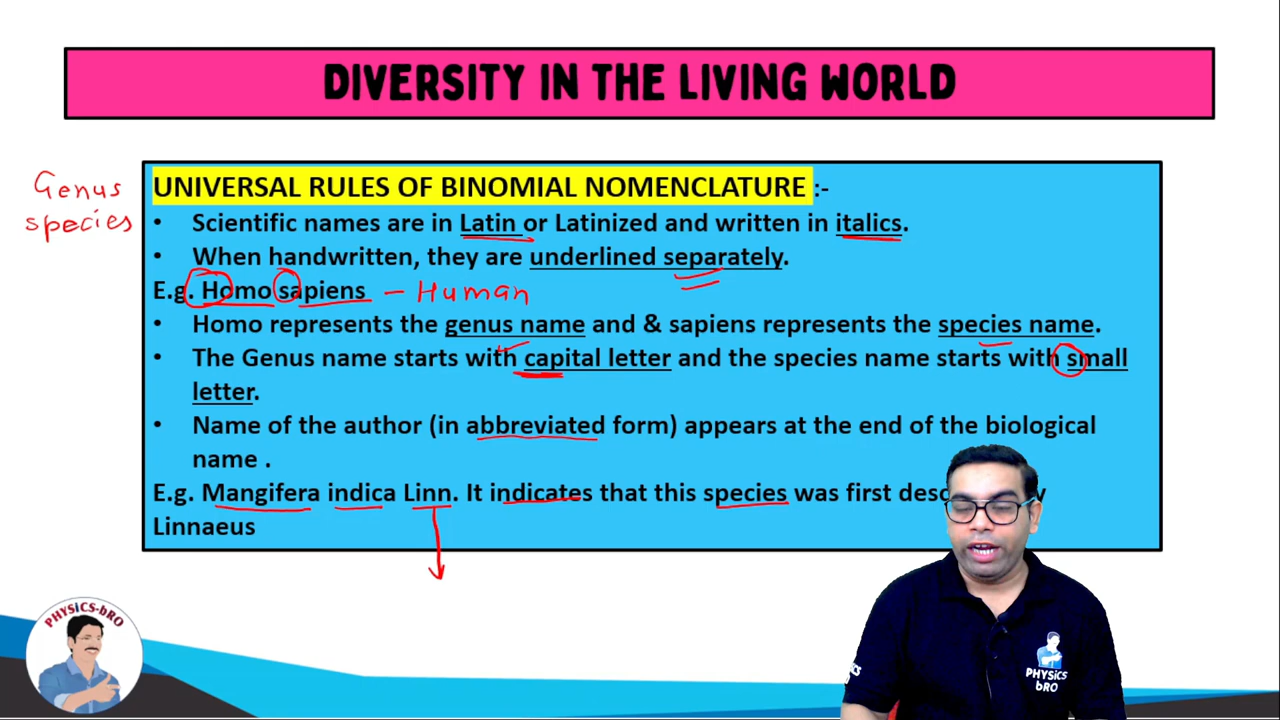 DIVERSITY IN THE LIVING WORLD
Genus
species
UNIVERSAL RULES OF BINOMIAL NOMENCLATURE :-
• Scientific names are in Latin or Latinized and written in italics.
• When handwritten, they are underlined separately.
E.g. Homo sapiens – Human
• Homo represents the genus name and & sapiens represents the species name.
• The Genus name starts with capital letter and the species name starts with small
letter.
• Name of the author (in abbreviated form) appears at the end of the biological
name .
E.g. Mangifera indica Linn. It indicates that this species was first
Linnaeus
PHYSICS-bRO
PHYSICS
bRO